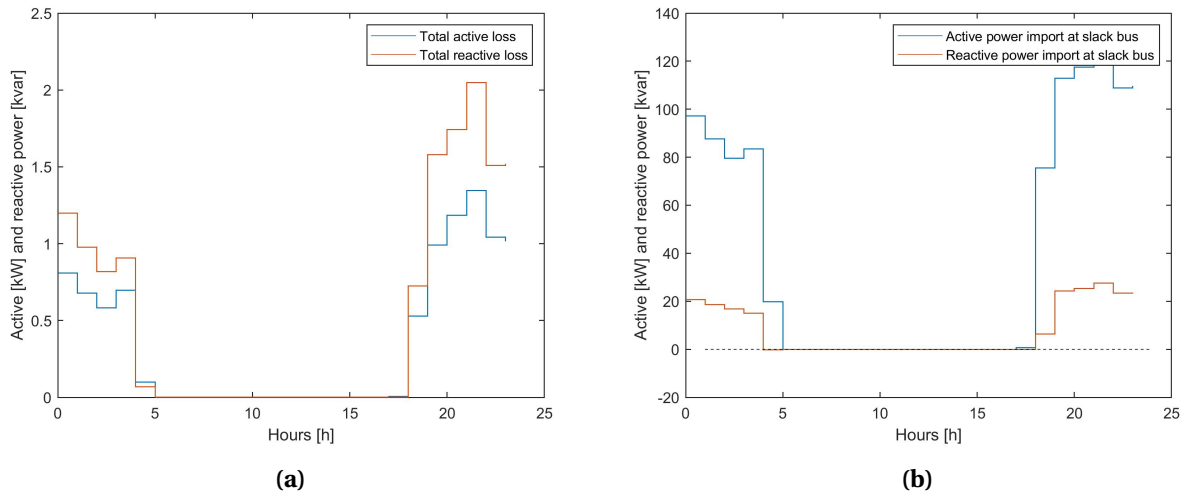 2.5
2
1.5
1
0.5
0
Active [kW] and reactive power [kvar]
Total active loss
Total reactive loss
0 5 10 15 20 25
Hours [h]
(a)
140
120
100
80
60
40
20
0
-20
Active [kW] and reactive power [kvar]
Active power import at slack bus
Reactive power import at slack bus
0 5 10 15 20 25
Hours [h]
(b)